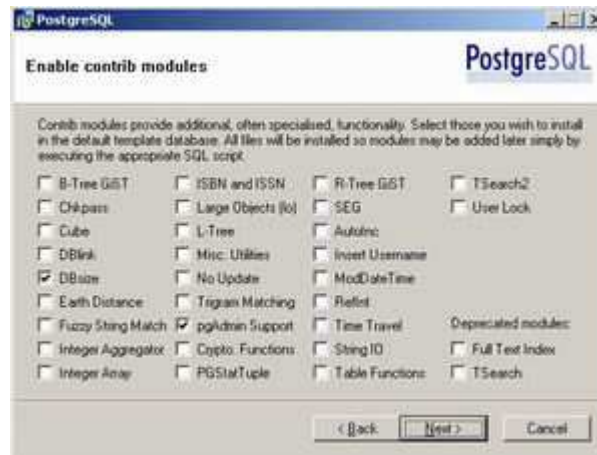 PostgreSQL
Enable contrib modules
PostgreSQL
Contrib modules provide additional, often specialised, functionality. Select those you wish to install
in the default template database. All files will be installed so modules may be added later simply by
executing the appropriate SQL script.
B-Tree GiST
ISBN and ISSN
R-Tree GiST
TSearch2
Chkpass
Large Objects (lo)
SEG
User Lock
Cube
L-Tree
AutoInc
DBlink
Misc. Utilities
Insert Username
DBsize
No Update
ModDateTime
Earth Distance
Trigram Matching
RefInt
Fuzzy String Match
pgAdmin Support
Time Travel
Deprecated modules:
Integer Aggregator
Crypto. Functions
String IO
Full Text Index
Integer Array
PGStatTuple
Table Functions
TSearch
< Back
Next >
Cancel